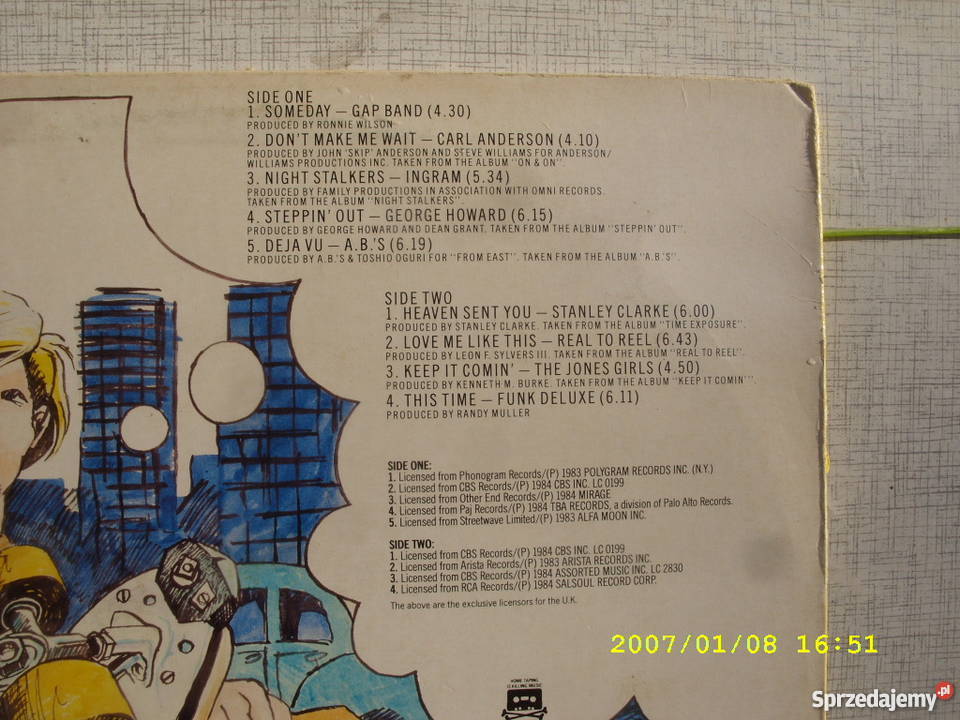 SIDE ONE
1. SOMEDAY — GAP BAND (4.30)
PRODUCED BY RONNIE WILSON
2. DON'T MAKE ME WAIT — CARL ANDERSON (4.10)
PRODUCED BY JOHN 'SKIP' ANDERSON AND STEVE WILLIAMS FOR ANDERSON/
WILLIAMS PRODUCTIONS INC. TAKEN FROM THE ALBUM "ON & ON".
3. NIGHT STALKERS — INGRAM (5.34)
PRODUCED BY FAMILY PRODUCTIONS IN ASSOCIATION WITH OMNI RECORDS.
TAKEN FROM THE ALBUM "NIGHT STALKERS".
4. STEPPIN' OUT — GEORGE HOWARD (6.15)
PRODUCED BY GEORGE HOWARD AND DEAN GRANT. TAKEN FROM THE ALBUM "STEPPIN' OUT".
5. DEJA VU — A.B.'S (6.19)
PRODUCED BY A.B.'S & TOSHIO OGURI FOR "FROM EAST". TAKEN FROM THE ALBUM "A.B.'S".
SIDE TWO
1. HEAVEN SENT YOU — STANLEY CLARKE (6.00)
PRODUCED BY STANLEY CLARKE. TAKEN FROM THE ALBUM "TIME EXPOSURE".
2. LOVE ME LIKE THIS — REAL TO REEL (6.43)
PRODUCED BY LEON F. SYLVERS III. TAKEN FROM THE ALBUM "REAL TO REEL".
3. KEEP IT COMIN' — THE JONES GIRLS (4.50)
PRODUCED BY KENNETH M. BURKE. TAKEN FROM THE ALBUM "KEEP IT COMIN'".
4. THIS TIME — FUNK DELUXE (6.11)
PRODUCED BY RANDY MULLER
SIDE ONE:
1. Licensed from Phonogram Records/(P) 1983 POLYGRAM RECORDS INC. (N.Y.)
2. Licensed from CBS Records/(P) 1984 CBS INC. LC 0199
3. Licensed from Other End Records/(P) 1984 MIRAGE
4. Licensed from Paj Records/(P) 1984 TBA RECORDS, a division of Palo Alto Records.
5. Licensed from Streetwave Limited/(P) 1983 ALFA MOON INC.
SIDE TWO:
1. Licensed from CBS Records/(P) 1984 CBS INC. LC 0199
2. Licensed from Arista Records/(P) 1983 ARISTA RECORDS INC.
3. Licensed from CBS Records/(P) 1984 ASSORTED MUSIC INC. LC 2830
4. Licensed from RCA Records/(P) 1984 SALSOUL RECORD CORP.
The above are the exclusive licensors for the U.K.
2007/01/08 16:51
HOME TAPING
IS KILLING MUSIC
Sprzedajemy.pl